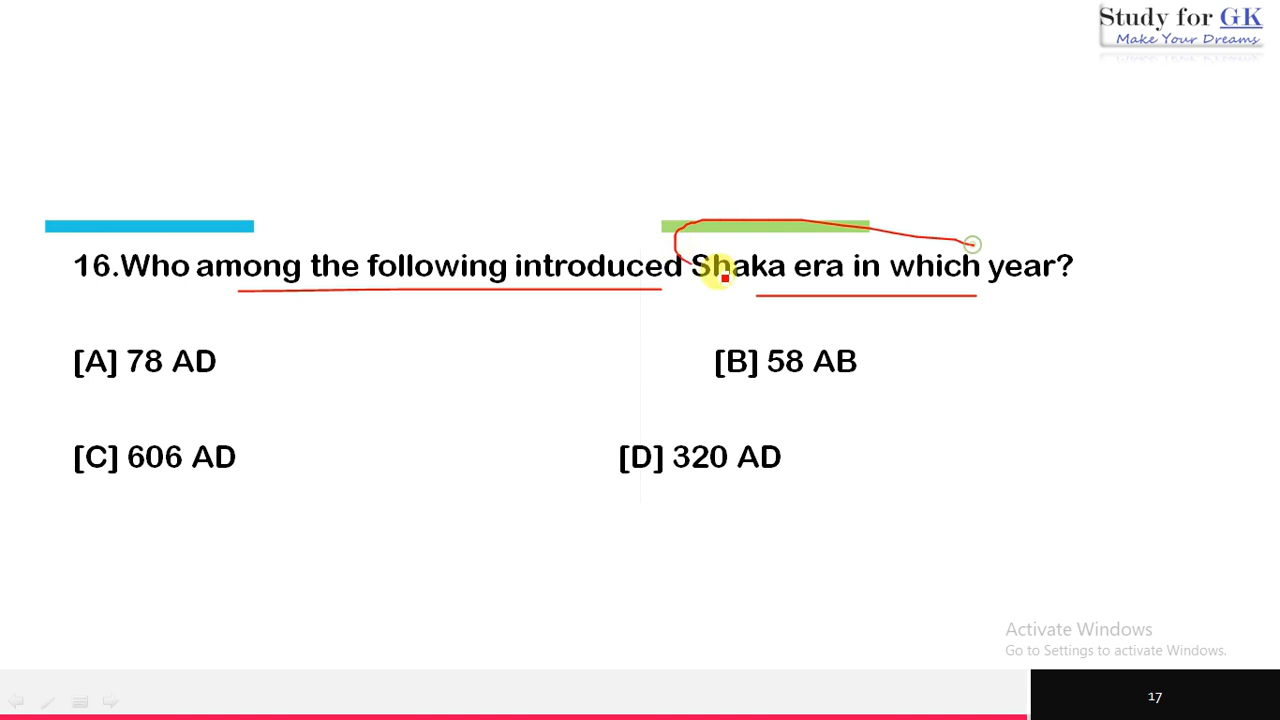 Study for GK
Make Your Dreams
16.Who among the following introduced Shaka era in which year?
[A] 78 AD [B] 58 AB
[C] 606 AD [D] 320 AD
Activate Windows
Go to Settings to activate Windows.
17